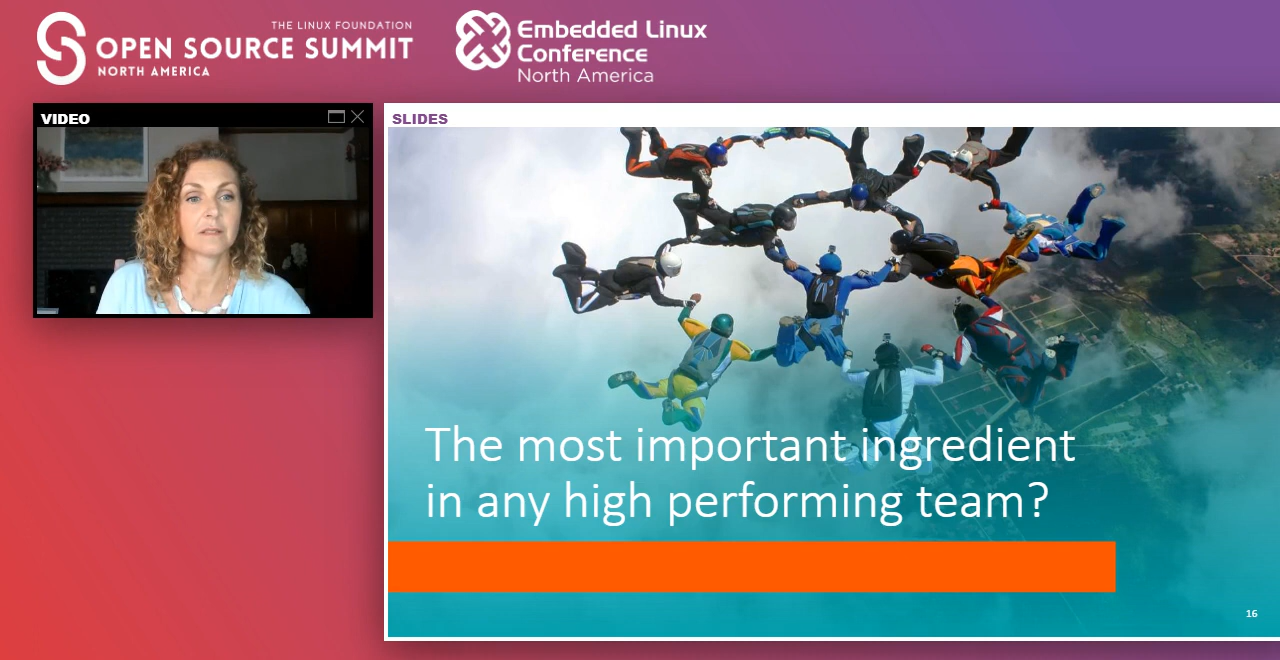 THE LINUX FOUNDATION
OPEN SOURCE SUMMIT
NORTH AMERICA
Embedded Linux
Conference
North America
VIDEO
SLIDES
The most important ingredient
in any high performing team?
16